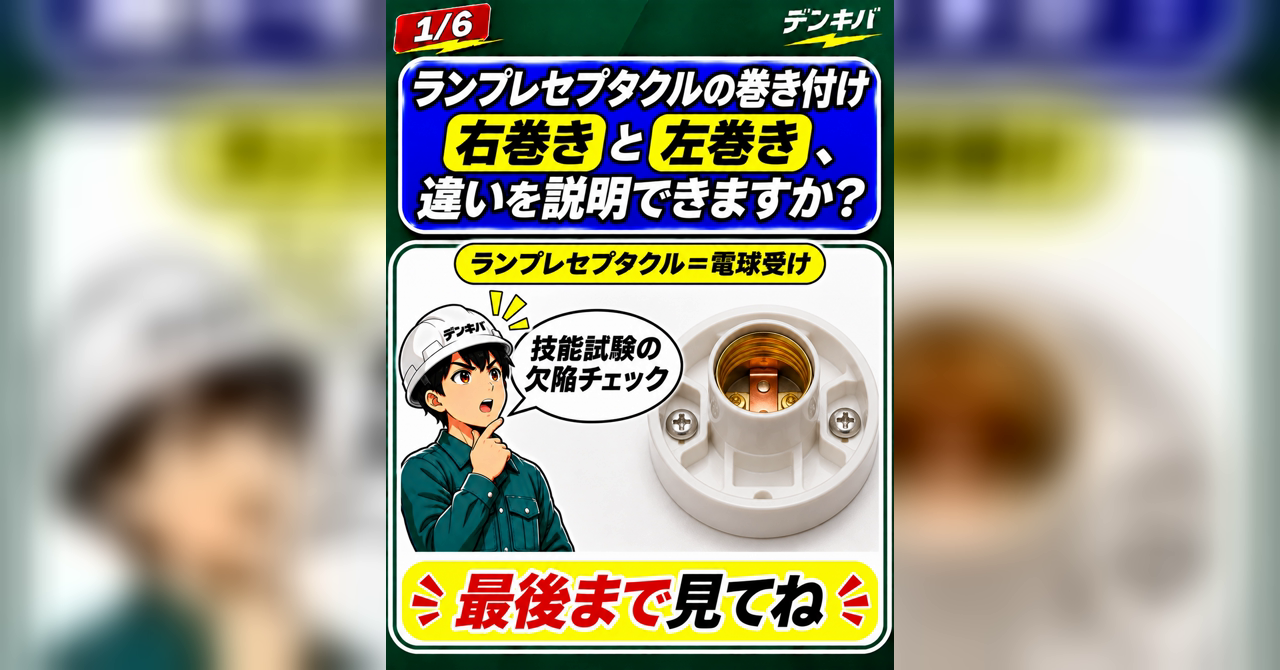 1/6
デンキバ
ランプレセプタクルの巻き付け
右巻きと左巻き、
違いを説明できますか？
ランプレセプタクル＝電球受け
デンキバ
技能試験の
欠陥チェック
最後まで見てね